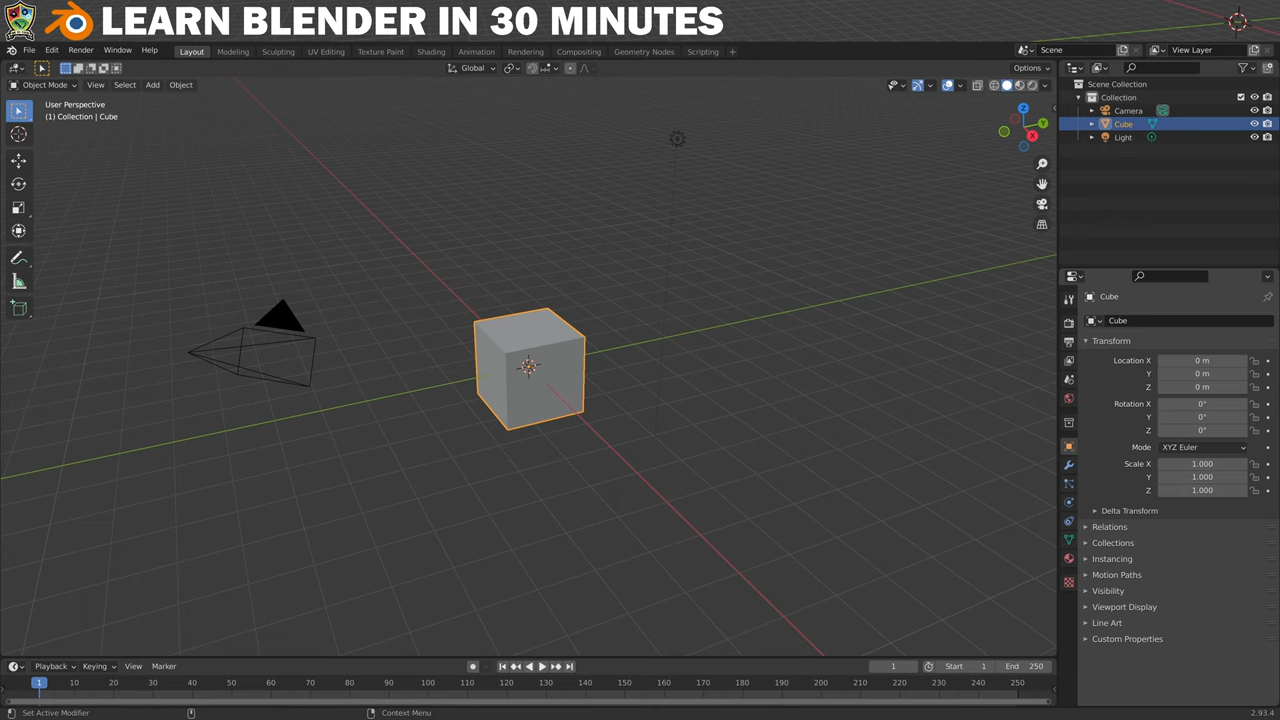 LEARN BLENDER IN 30 MINUTES
File Edit Render Window Help Layout Modeling Sculpting UV Editing Texture Paint Shading Animation Rendering Compositing Geometry Nodes Scripting + Scene View Layer
Global Options
Object Mode View Select Add Object
User Perspective
(1) Collection | Cube
Z
Y
X
Scene Collection
Collection
Camera
Cube
Light
Cube
Cube
Transform
Location X 0 m
Y 0 m
Z 0 m
Rotation X 0°
Y 0°
Z 0°
Mode XYZ Euler
Scale X 1.000
Y 1.000
Z 1.000
Delta Transform
Relations
Collections
Instancing
Motion Paths
Visibility
Viewport Display
Line Art
Custom Properties
Playback Keying View Marker 1 Start 1 End 250
1 10 20 30 40 50 60 70 80 90 100 110 120 130 140 150 160 170 180 190 200 210 220 230 240 250
Set Active Modifier Context Menu 2.93.4